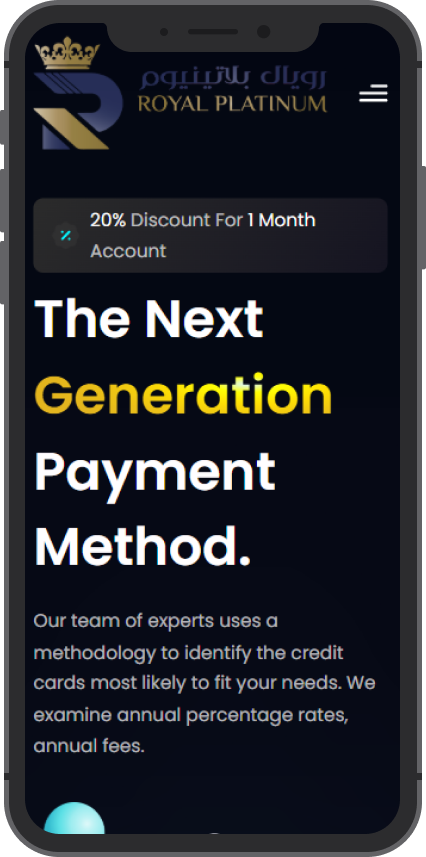 رويال بلاتينيوم
ROYAL PLATINUM
20% Discount For 1 Month
Account
The Next
Generation
Payment
Method.
Our team of experts uses a
methodology to identify the credit
cards most likely to fit your needs. We
examine annual percentage rates,
annual fees.